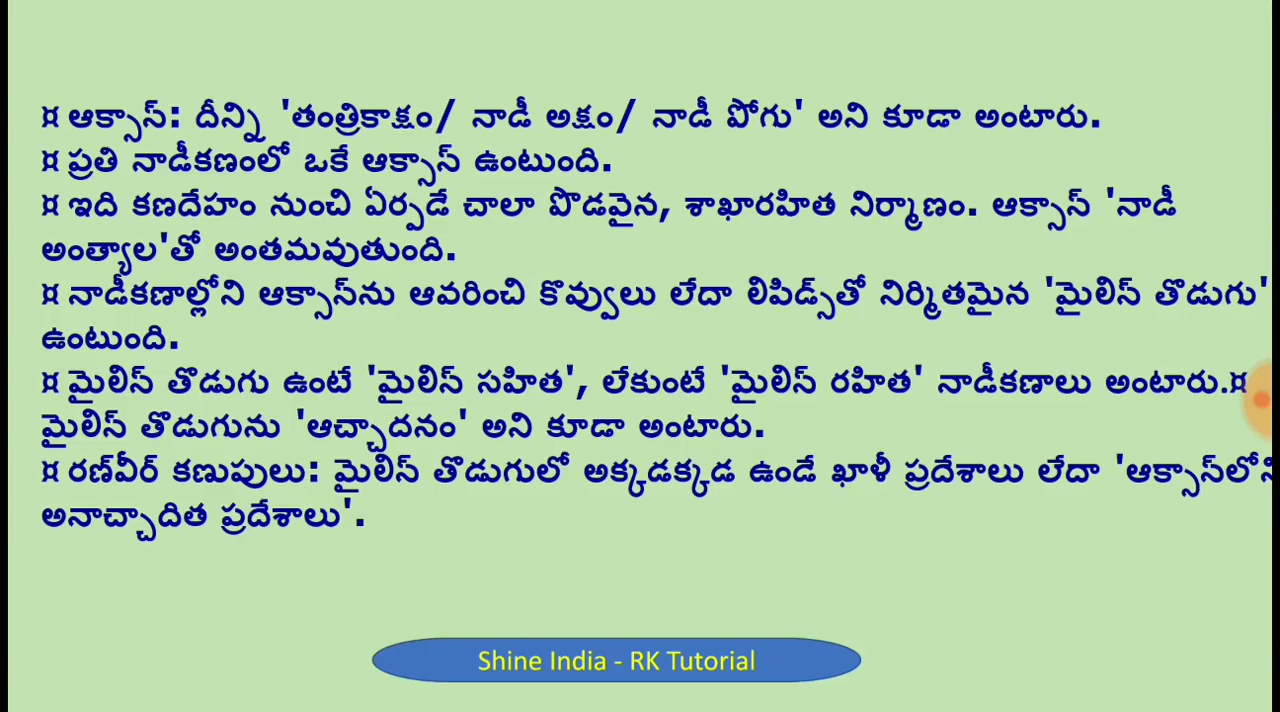 ¤ ఆక్సాస్: దీన్ని 'తంత్రికాక్షం/ నాడీ అక్షం/ నాడీ పోగు' అని కూడా అంటారు.
¤ ప్రతి నాడీకణంలో ఒకే ఆక్సాస్ ఉంటుంది.
¤ ఇది కణదేహం నుంచి ఏర్పడే చాలా పొడవైన, శాఖారహిత నిర్మాణం. ఆక్సాస్ 'నాడీ
అంత్యాల'తో అంతమవుతుంది.
¤ నాడీకణాల్లోని ఆక్సాస్‌ను ఆవరించి కొవ్వులు లేదా లిపిడ్స్‌తో నిర్మితమైన 'మైలిస్ తొడుగు'
ఉంటుంది.
¤ మైలిస్ తొడుగు ఉంటే 'మైలిస్ సహిత', లేకుంటే 'మైలిస్ రహిత' నాడీకణాలు అంటారు.¤
మైలిస్ తొడుగును 'ఆచ్ఛాదనం' అని కూడా అంటారు.
¤ రణ్‌వీర్ కణుపులు: మైలిస్ తొడుగులో అక్కడక్కడ ఉండే ఖాళీ ప్రదేశాలు లేదా 'ఆక్సాస్‌లోని
అనాచ్ఛాదిత ప్రదేశాలు'.
Shine India - RK Tutorial